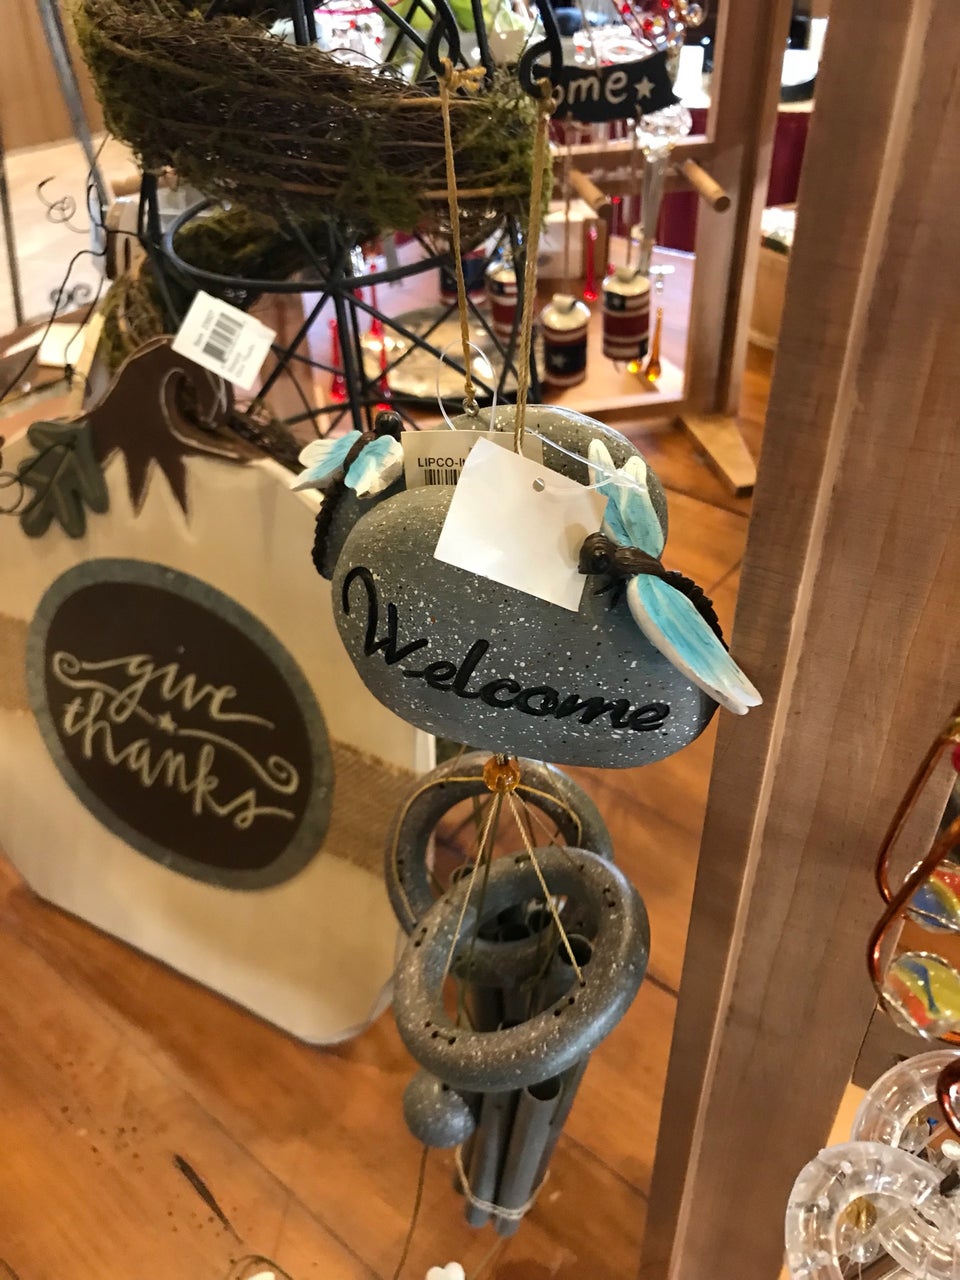 ome★
LIPCO-I
Welcome
give
thanks